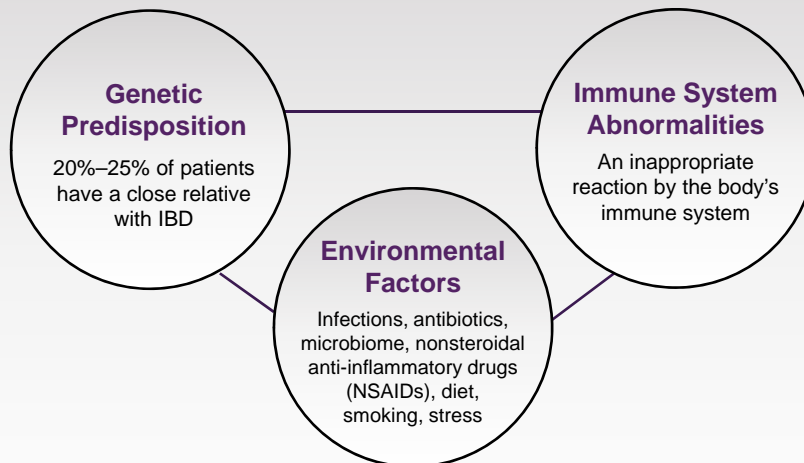 Genetic
Predisposition
20%–25% of patients
have a close relative
with IBD
Immune System
Abnormalities
An inappropriate
reaction by the body’s
immune system
Environmental
Factors
Infections, antibiotics,
microbiome, nonsteroidal
anti-inflammatory drugs
(NSAIDs), diet,
smoking, stress